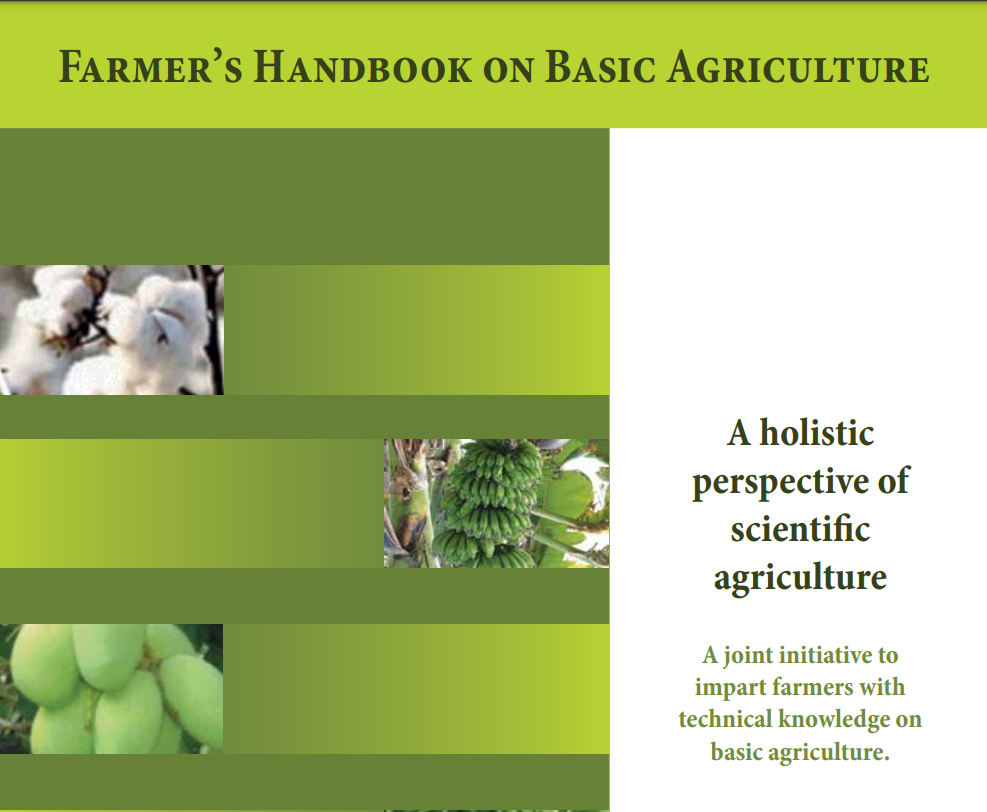 FARMER’S HANDBOOK ON BASIC AGRICULTURE
A holistic
perspective of
scientific
agriculture
A joint initiative to
impart farmers with
technical knowledge on
basic agriculture.